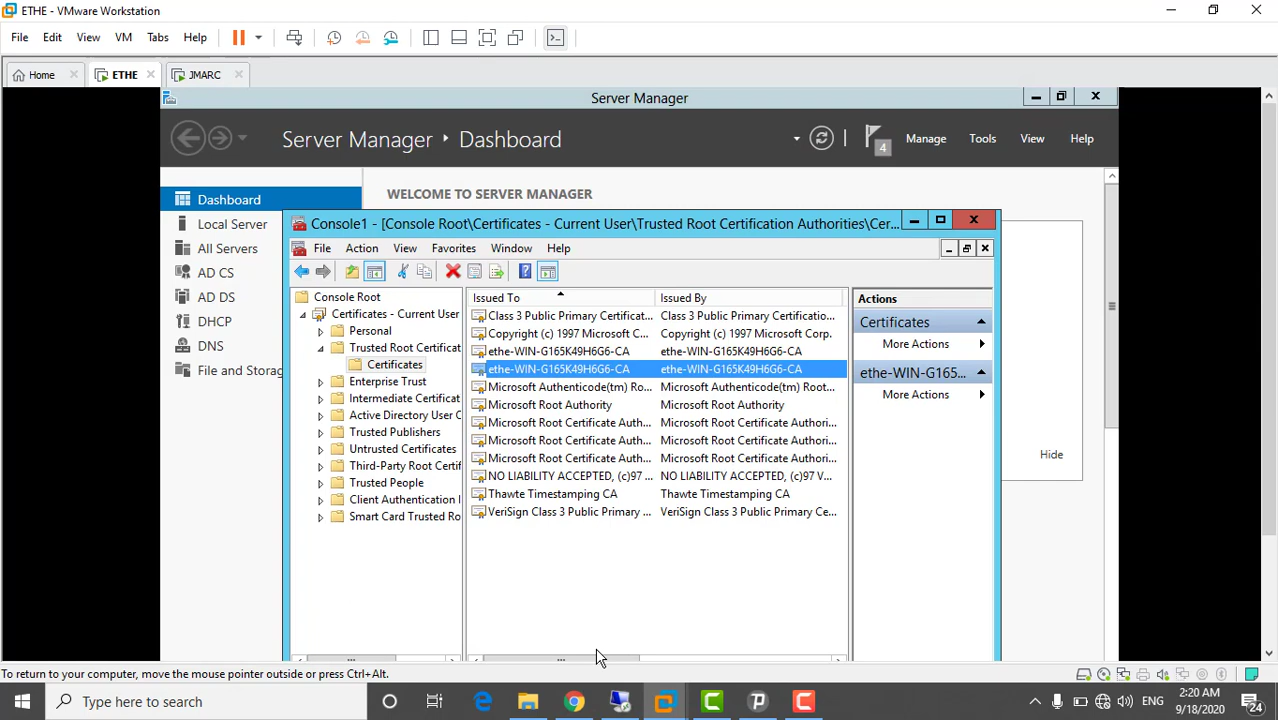 ETHE - VMware Workstation
File Edit View VM Tabs Help
Home ETHE JMARC
Server Manager
Server Manager Dashboard
4 Manage Tools View Help
Dashboard
Local Server
All Servers
AD CS
AD DS
DHCP
DNS
File and Storag
WELCOME TO SERVER MANAGER
Hide
Console1 - [Console Root\Certificates - Current User\Trusted Root Certification Authorities\Cer...
File Action View Favorites Window Help
Console Root
Certificates - Current User
Personal
Trusted Root Certificat
Certificates
Enterprise Trust
Intermediate Certificat
Active Directory User C
Trusted Publishers
Untrusted Certificates
Third-Party Root Certif
Trusted People
Client Authentication I
Smart Card Trusted Ro
Issued To Issued By
Class 3 Public Primary Certificat... Class 3 Public Primary Certificatio...
Copyright (c) 1997 Microsoft C... Copyright (c) 1997 Microsoft Corp.
ethe-WIN-G165K49H6G6-CA ethe-WIN-G165K49H6G6-CA
ethe-WIN-G165K49H6G6-CA ethe-WIN-G165K49H6G6-CA
Microsoft Authenticode(tm) Ro... Microsoft Authenticode(tm) Root...
Microsoft Root Authority Microsoft Root Authority
Microsoft Root Certificate Auth... Microsoft Root Certificate Authori...
Microsoft Root Certificate Auth... Microsoft Root Certificate Authori...
Microsoft Root Certificate Auth... Microsoft Root Certificate Authori...
NO LIABILITY ACCEPTED, (c)97 ... NO LIABILITY ACCEPTED, (c)97 V...
Thawte Timestamping CA Thawte Timestamping CA
VeriSign Class 3 Public Primary ... VeriSign Class 3 Public Primary Ce...
Actions
Certificates
More Actions
ethe-WIN-G165...
More Actions
To return to your computer, move the mouse pointer outside or press Ctrl+Alt.
Type here to search
ENG
2:20 AM
9/18/2020
24